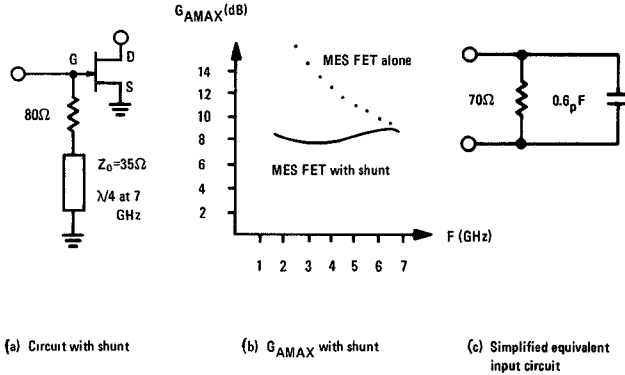 G
D
S
80Ω
Z₀=35Ω
λ/4 at 7
GHz
(a) Circuit with shunt
G_AMAX (dB)
14
12
10
8
6
4
2
MES FET alone
MES FET with shunt
1 2 3 4 5 6 7
F (GHz)
(b) G_AMAX with shunt
70Ω
0.6pF
(c) Simplified equivalent
input circuit